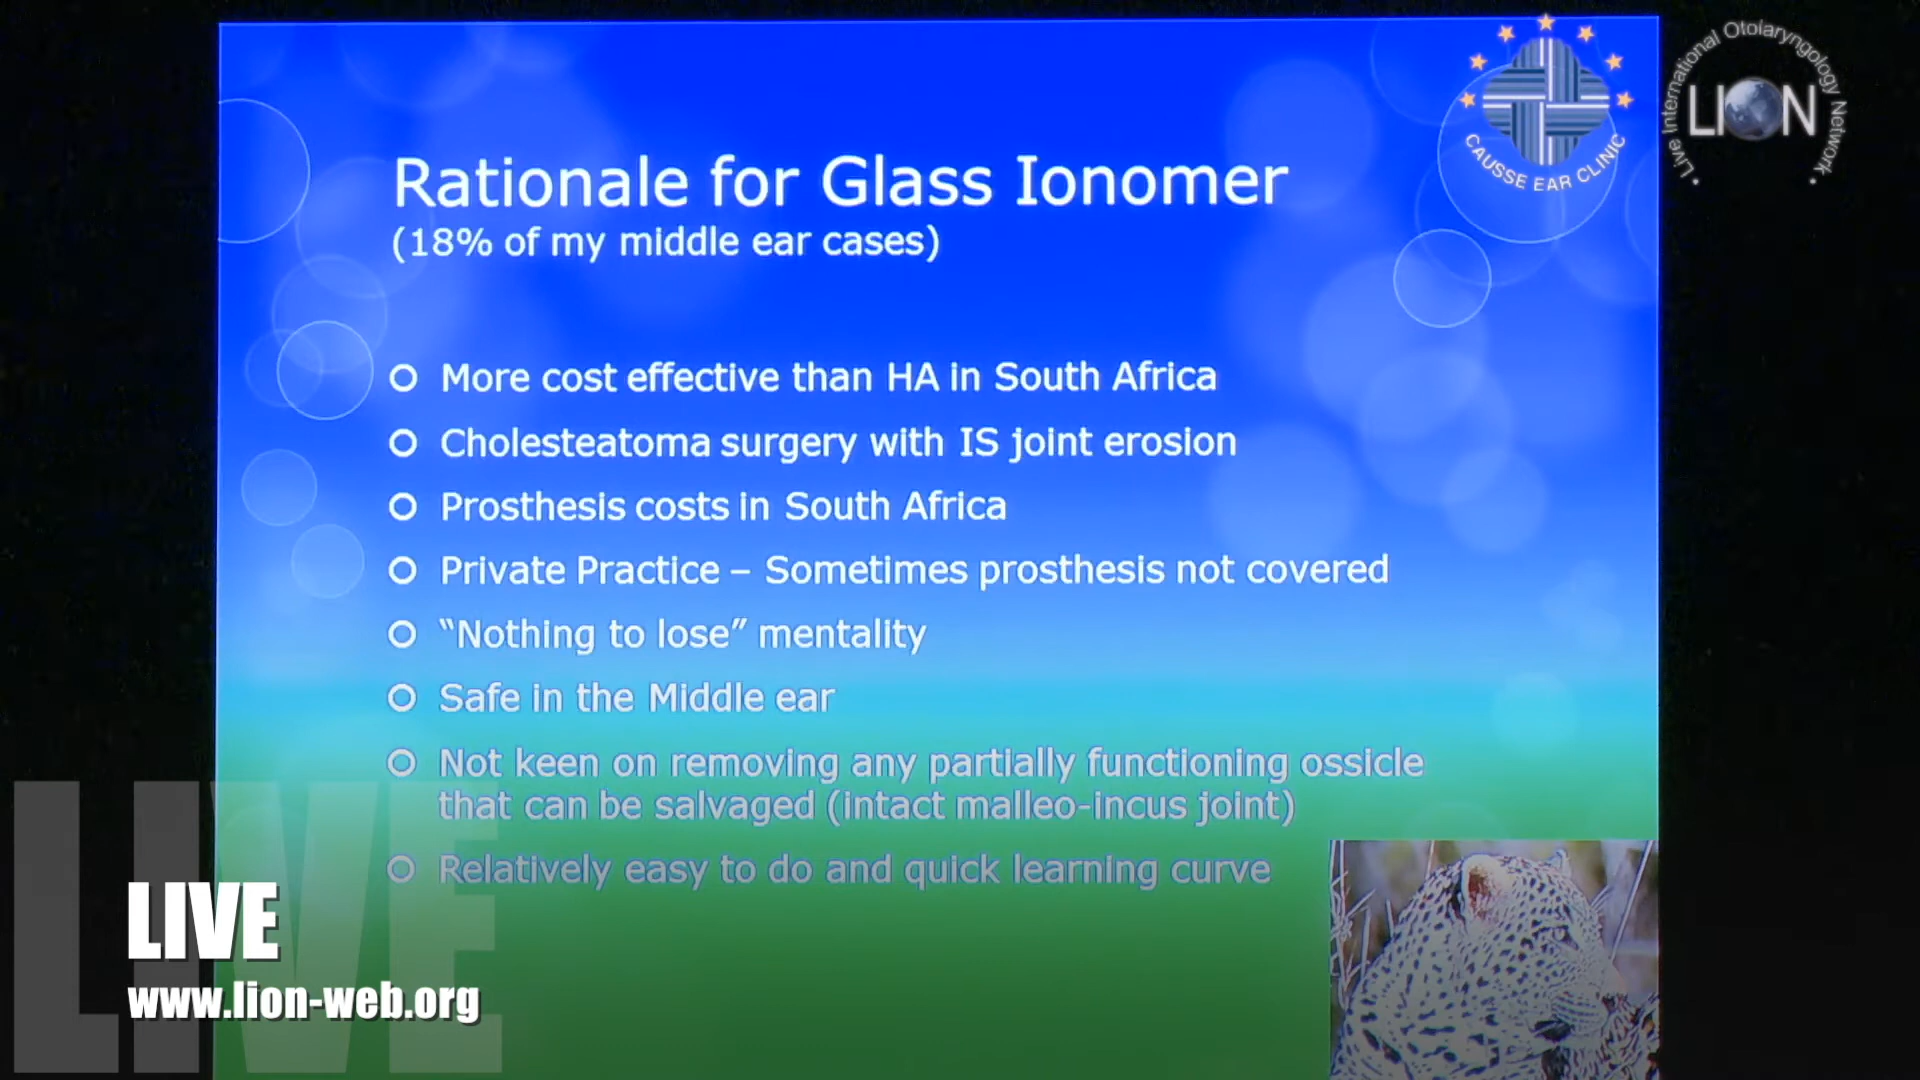 Rationale for Glass Ionomer
(18% of my middle ear cases)
More cost effective than HA in South Africa
Cholesteatoma surgery with IS joint erosion
Prosthesis costs in South Africa
Private Practice – Sometimes prosthesis not covered
“Nothing to lose” mentality
Safe in the Middle ear
Not keen on removing any partially functioning ossicle
that can be salvaged (intact malleo-incus joint)
Relatively easy to do and quick learning curve
CAUSSE EAR CLINIC
• Live International Otolaryngology Network •
LION
LIVE
LIVE
www.lion-web.org